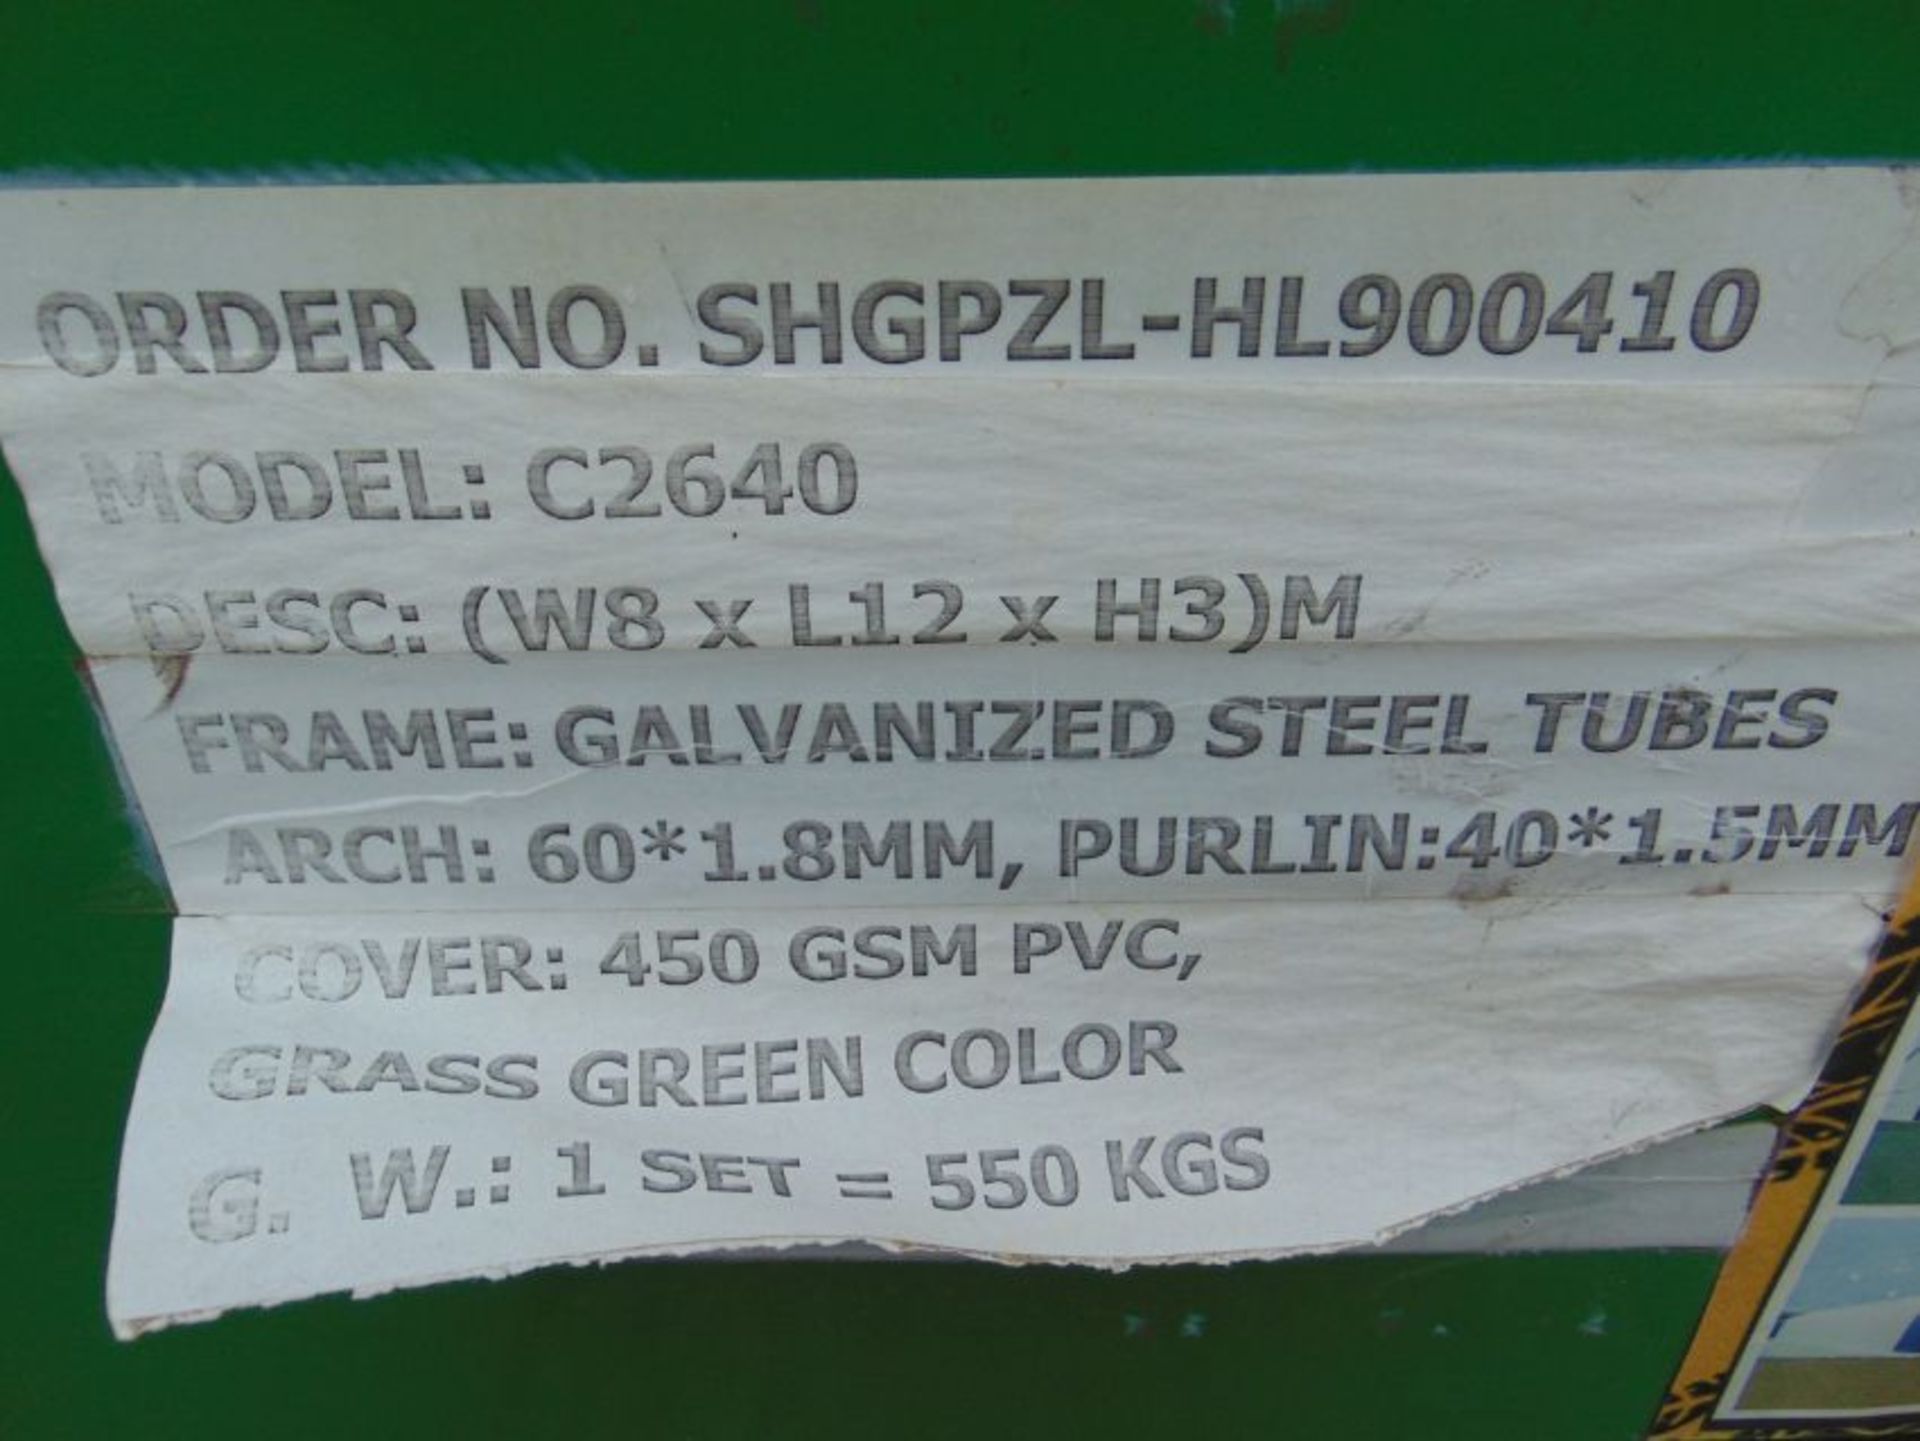 ORDER NO. SHGPZL-HL900410
MODEL: C2640
DESC: (W8 x L12 x H3)M
FRAME: GALVANIZED STEEL TUBES
ARCH: 60*1.8MM, PURLIN:40*1.5MM
COVER: 450 GSM PVC,
GRASS GREEN COLOR
G. W.: 1 SET = 550 KGS